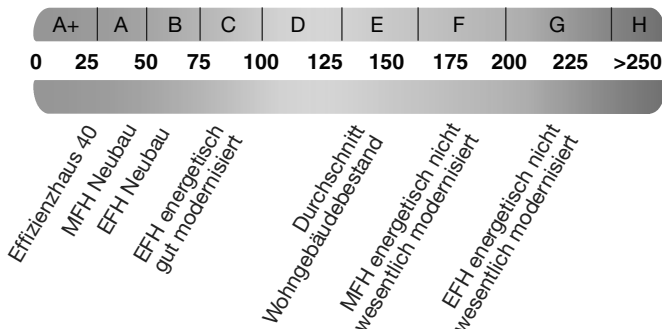 A+ A B C D E F G H
0 25 50 75 100 125 150 175 200 225 >250
Effizienzhaus 40
MFH Neubau
EFH Neubau
EFH energetisch
gut modernisiert
Durchschnitt
Wohngebäudebestand
MFH energetisch nicht
wesentlich modernisiert
EFH energetisch nicht
wesentlich modernisiert